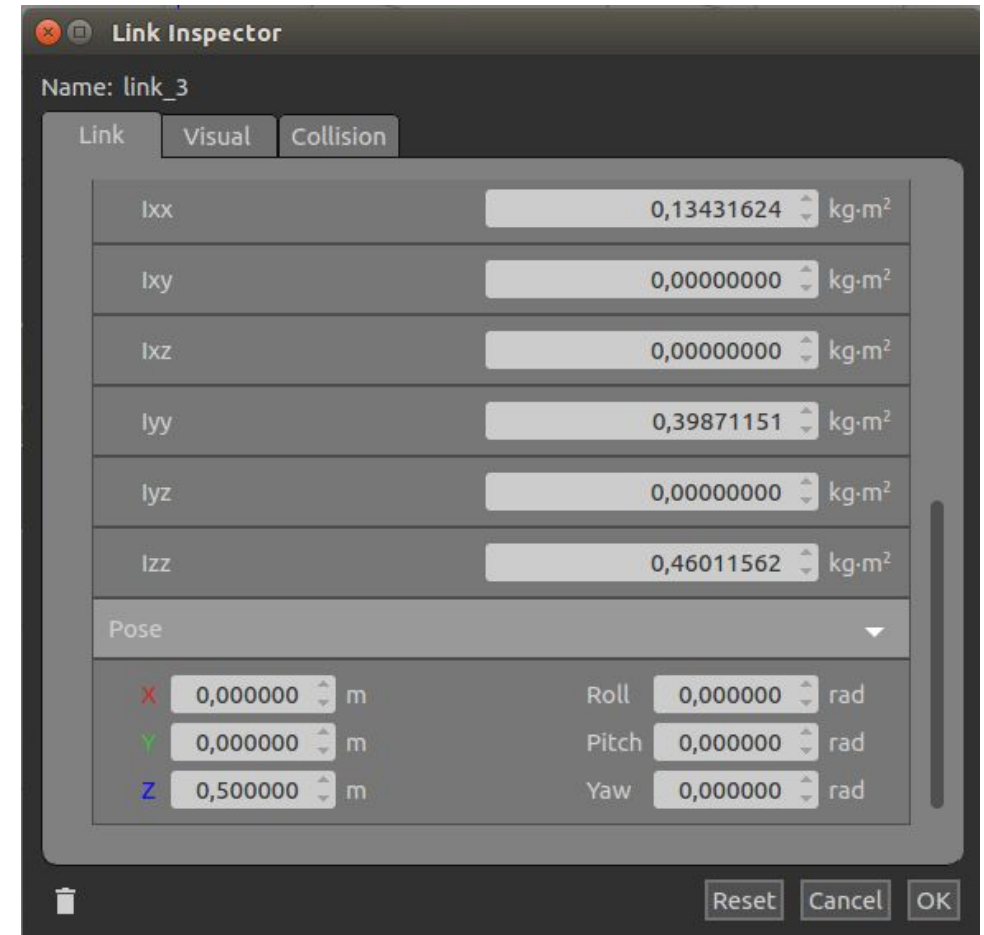 Link Inspector
Name: link_3
Link Visual Collision
Ixx 0,13431624 kg·m²
Ixy 0,00000000 kg·m²
Ixz 0,00000000 kg·m²
Iyy 0,39871151 kg·m²
Iyz 0,00000000 kg·m²
Izz 0,46011562 kg·m²
Pose
X 0,000000 m Roll 0,000000 rad
Y 0,000000 m Pitch 0,000000 rad
Z 0,500000 m Yaw 0,000000 rad
Reset Cancel OK